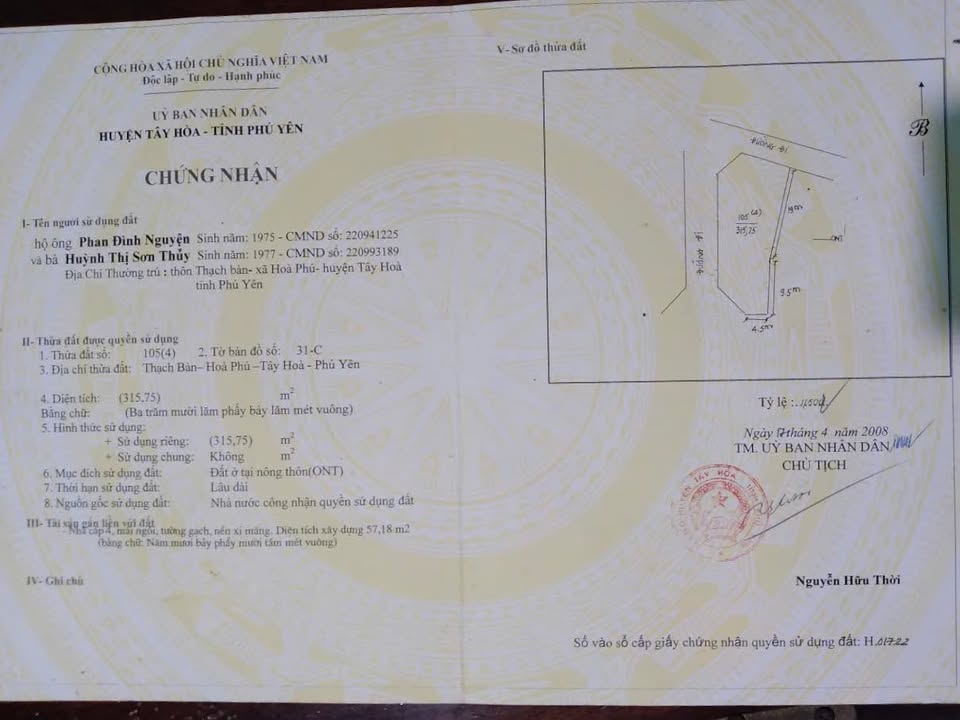 CỘNG HÒA XÃ HỘI CHỦ NGHĨA VIỆT NAM
Độc lập - Tự do - Hạnh phúc
UỶ BAN NHÂN DÂN
HUYỆN TÂY HÒA - TỈNH PHÚ YÊN
CHỨNG NHẬN
I- Tên người sử dụng đất
hộ ông Phan Đình Nguyện Sinh năm: 1975 - CMND số: 220941225
và bà Huỳnh Thị Sơn Thủy Sinh năm: 1977 - CMND số: 220993189
Địa Chỉ Thường trú : thôn Thạch bàn- xã Hoà Phú- huyện Tây Hoà
tỉnh Phú Yên
II- Thửa đất được quyền sử dụng
1. Thửa đất số: 105(4) 2. Tờ bản đồ số: 31-C
3. Địa chỉ thửa đất: Thạch Bàn– Hoà Phú –Tây Hoà - Phú Yên
4. Diện tích: (315,75) m2
Bằng chữ: (Ba trăm mười lăm phẩy bảy lăm mét vuông)
5. Hình thức sử dụng:
+ Sử dụng riêng: (315,75) m2
+ Sử dụng chung: Không m2
6. Mục đích sử dụng đất: Đất ở tại nông thôn(ONT)
7. Thời hạn sử dụng đất: Lâu dài
8. Nguồn gốc sử dụng đất: Nhà nước công nhận quyền sử dụng đất
III- Tài sản gắn liền với đất
- Nhà cấp 4, mái ngói, tường gạch, nền xi măng. Diện tích xây dựng 57,18 m2
(bằng chữ: Năm mươi bảy phẩy mười tám mét vuông)
IV- Ghi chú
V- Sơ đồ thửa đất
B
ĐƯỜNG ĐI
105(4)
315,75
19m
ONT
ĐƯỜNG ĐI
9.5m
4.5m
Tỷ lệ :
Ngày 17 tháng 4 năm 2008
TM. UỶ BAN NHÂN DÂN
CHỦ TỊCH
Nguyễn Hữu Thời
Số vào sổ cấp giấy chứng nhận quyền sử dụng đất: H.01722